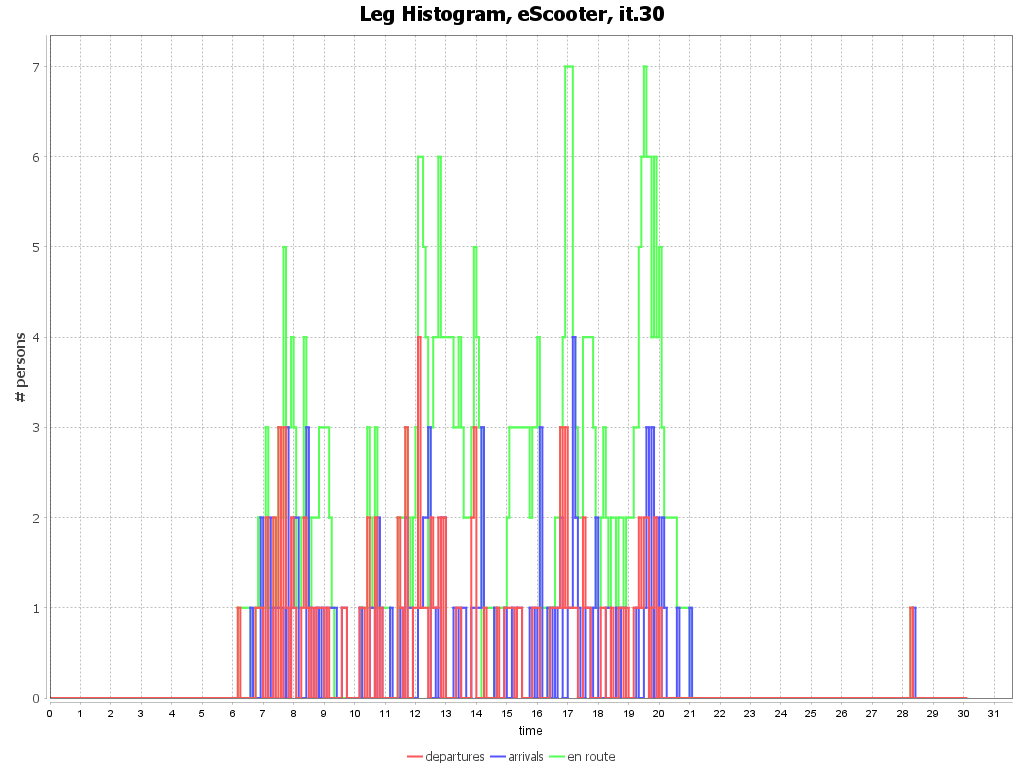 Leg Histogram, eScooter, it.30
# persons
7
6
5
4
3
2
1
0
0 1 2 3 4 5 6 7 8 9 10 11 12 13 14 15 16 17 18 19 20 21 22 23 24 25 26 27 28 29 30 31
time
departures arrivals en route